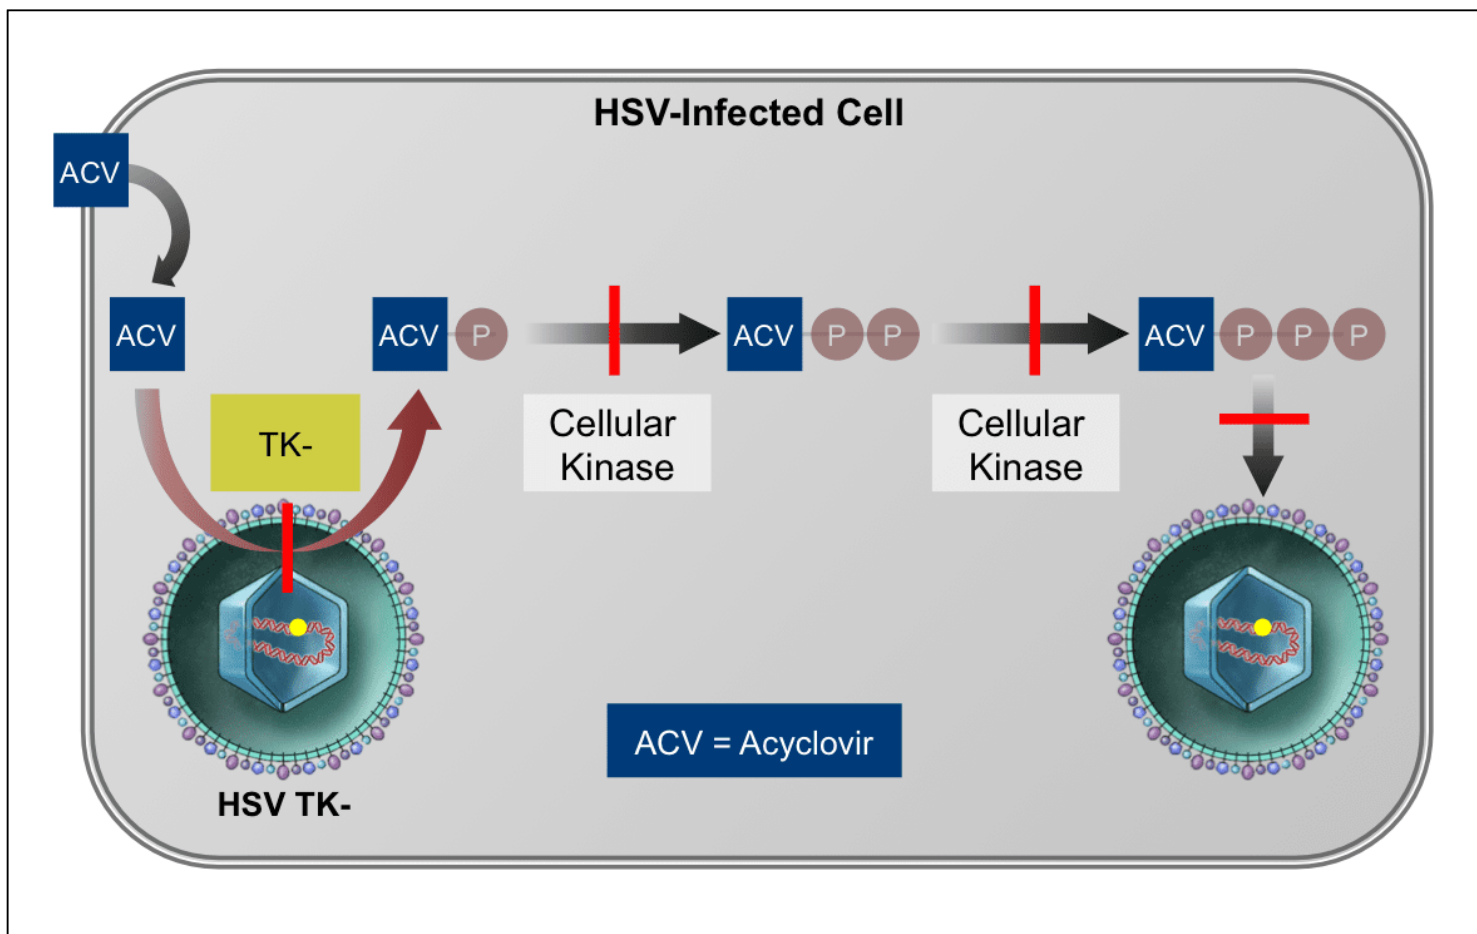 HSV-Infected Cell
ACV
ACV
ACV P
ACV P P
ACV P P P
TK-
Cellular
Kinase
Cellular
Kinase
ACV = Acyclovir
HSV TK-